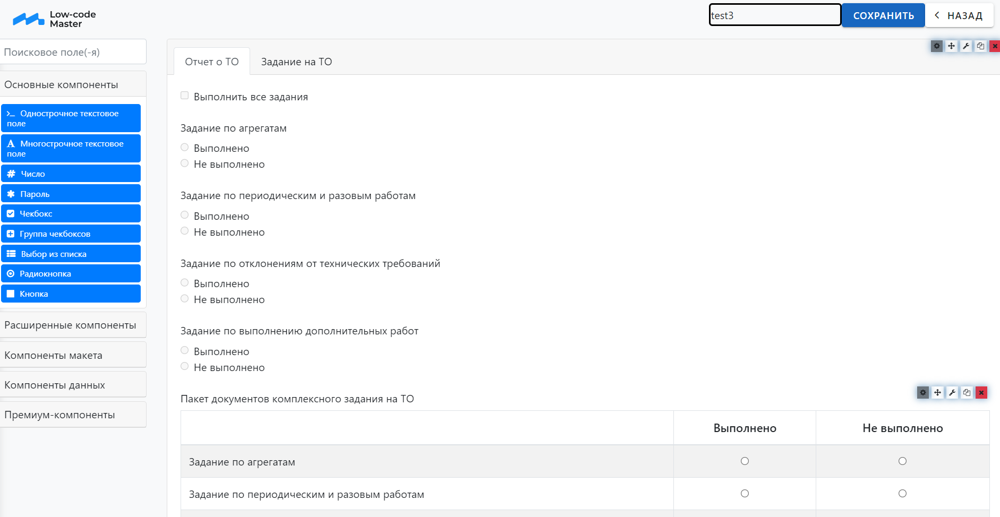 Low-code
Master
test3
СОХРАНИТЬ
НАЗАД
Поисковое поле(-я)
Основные компоненты
Однострочное текстовое
поле
Многострочное текстовое
поле
Число
Пароль
Чекбокс
Группа чекбоксов
Выбор из списка
Радиокнопка
Кнопка
Расширенные компоненты
Компоненты макета
Компоненты данных
Премиум-компоненты
Отчет о ТО
Задание на ТО
Выполнить все задания
Задание по агрегатам
Выполнено
Не выполнено
Задание по периодическим и разовым работам
Выполнено
Не выполнено
Задание по отклонениям от технических требований
Выполнено
Не выполнено
Задание по выполнению дополнительных работ
Выполнено
Не выполнено
Пакет документов комплексного задания на ТО
Выполнено
Не выполнено
Задание по агрегатам
Задание по периодическим и разовым работам